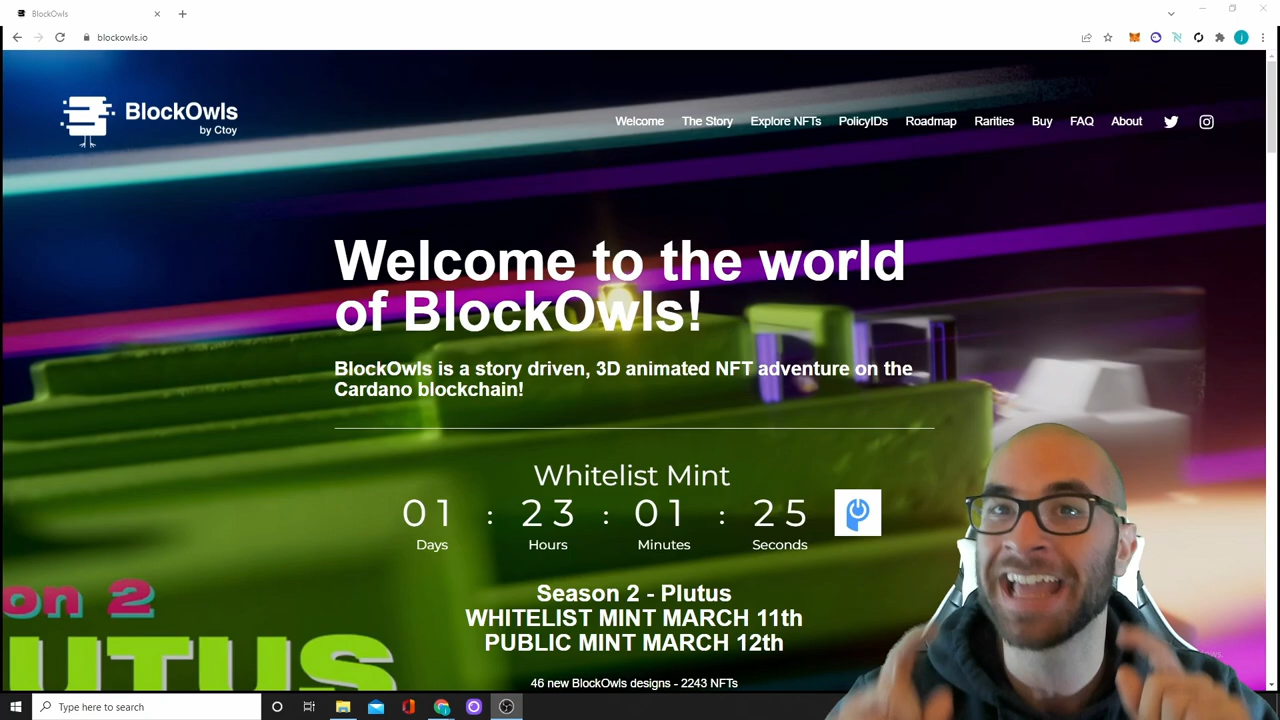 BlockOwls
blockowls.io
BlockOwls
by Ctoy
Welcome The Story Explore NFTs PolicyIDs Roadmap Rarities Buy FAQ About
Welcome to the world
of BlockOwls!
BlockOwls is a story driven, 3D animated NFT adventure on the
Cardano blockchain!
Whitelist Mint
01 : 23 : 01 : 25
Days Hours Minutes Seconds
Season 2 - Plutus
WHITELIST MINT MARCH 11th
PUBLIC MINT MARCH 12th
46 new BlockOwls designs - 2243 NFTs
on 2
UTUS
Type here to search